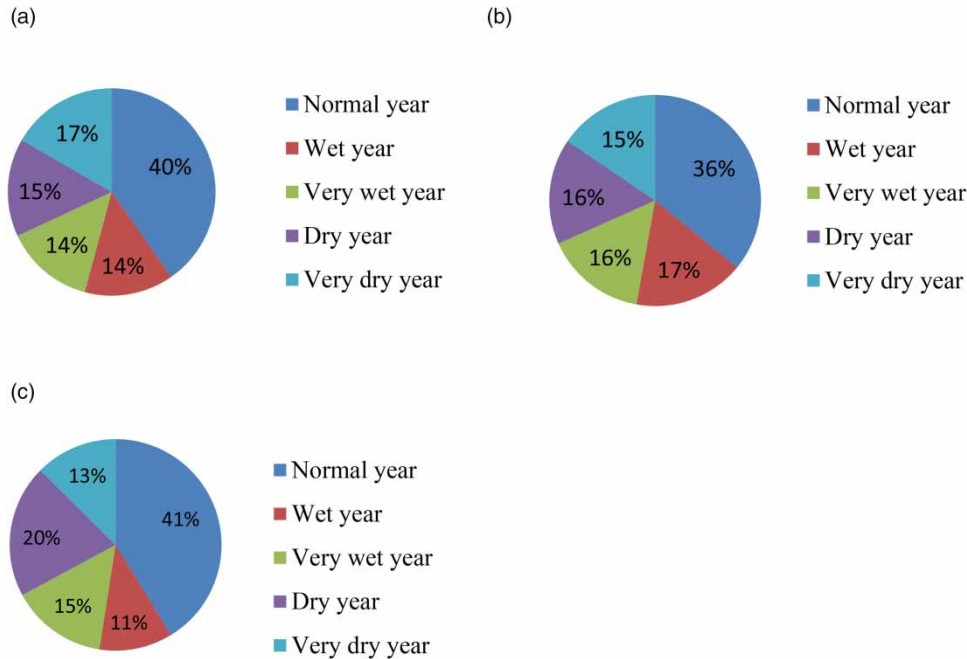 (a)
17%
40%
15%
14%
14%
Normal year
Wet year
Very wet year
Dry year
Very dry year
(b)
15%
36%
16%
16%
17%
Normal year
Wet year
Very wet year
Dry year
Very dry year
(c)
13%
41%
20%
15%
11%
Normal year
Wet year
Very wet year
Dry year
Very dry year